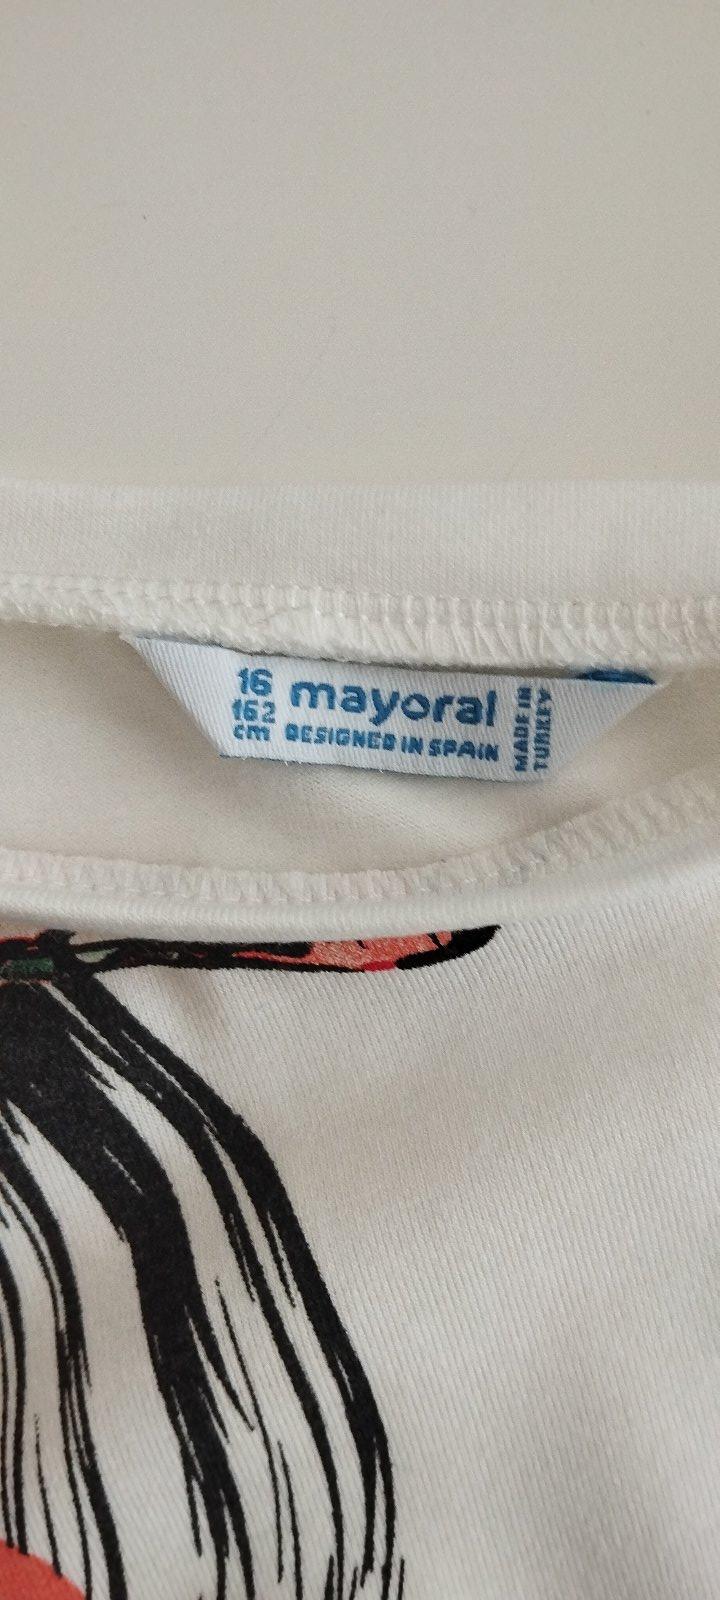 16
162
cm
mayoral
DESIGNED IN SPAIN
MADE IN
TURKEY